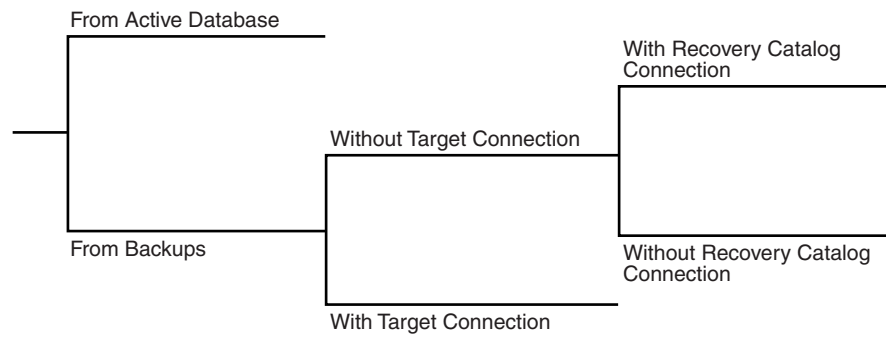 From Active Database
With Recovery Catalog
Connection
Without Target Connection
From Backups
Without Recovery Catalog
Connection
With Target Connection